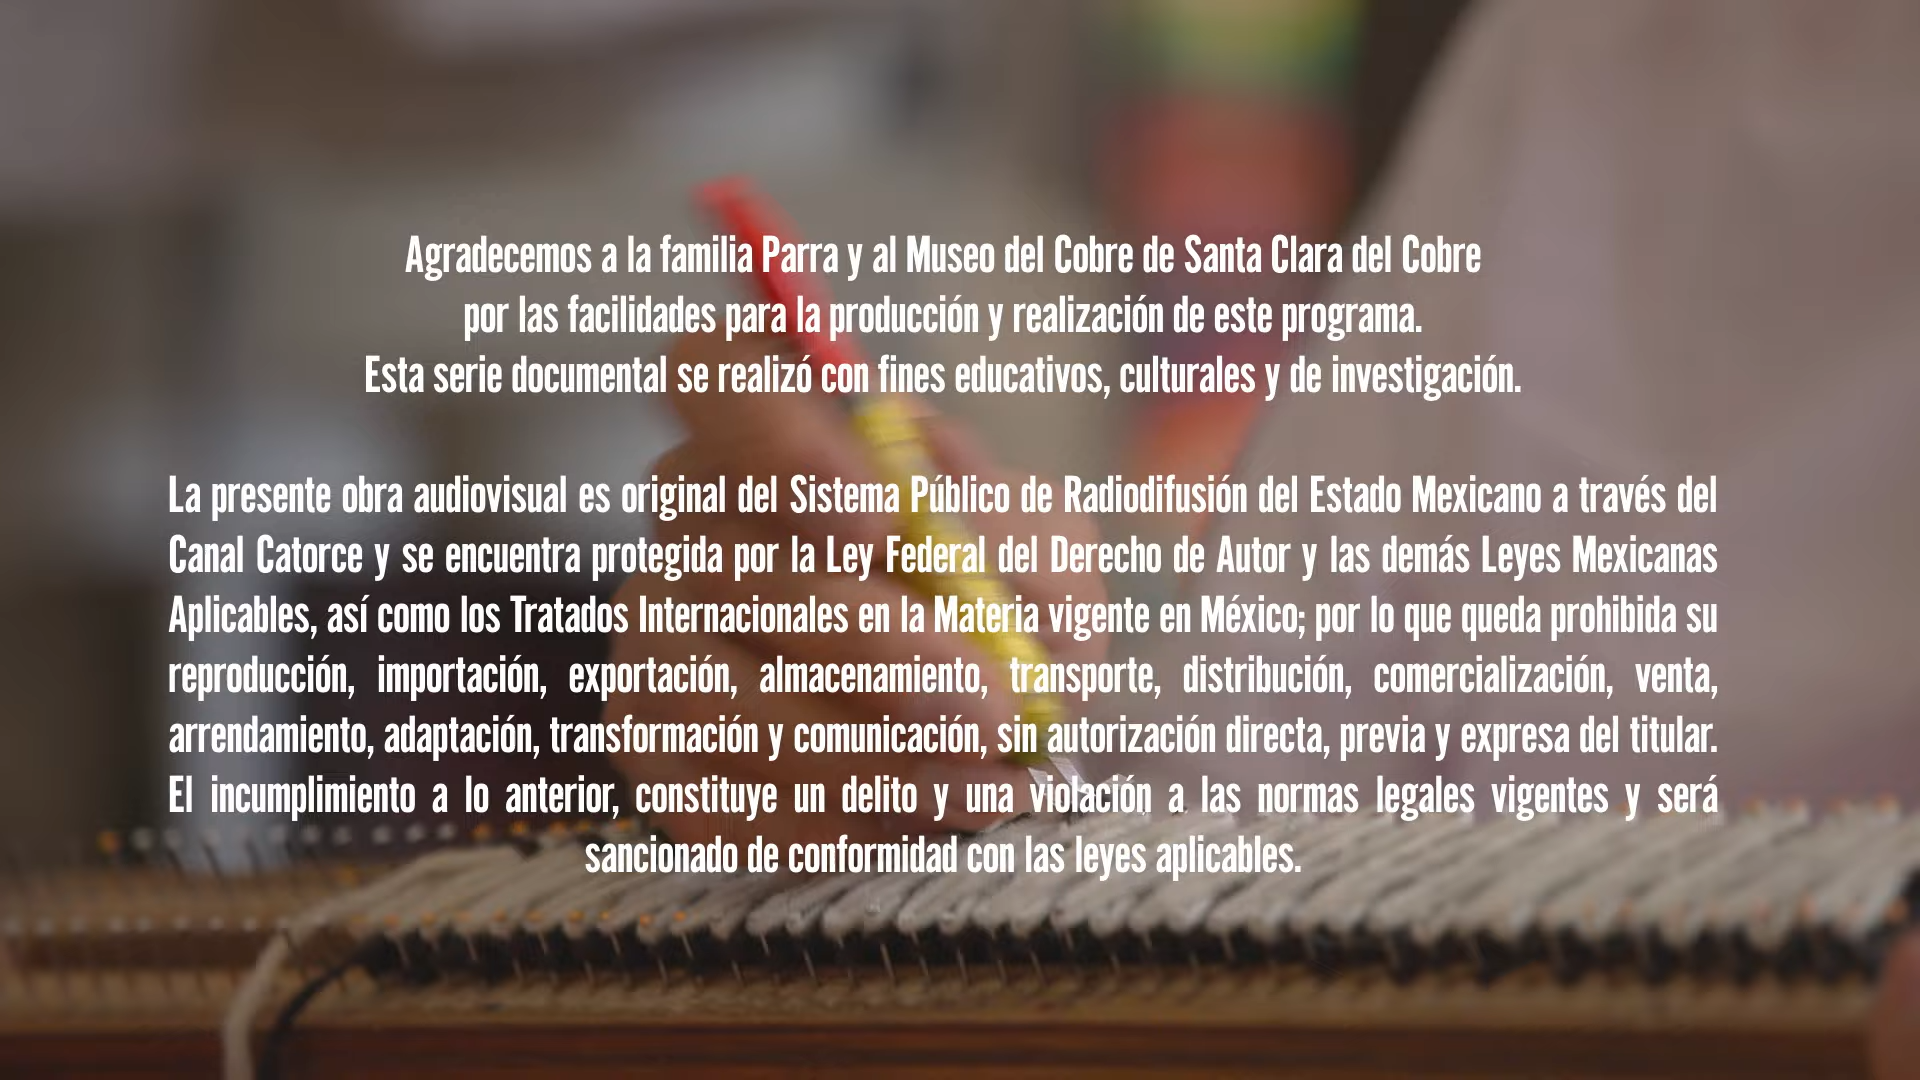 Agradecemos a la familia Parra y al Museo del Cobre de Santa Clara del Cobre
por las facilidades para la producción y realización de este programa.
Esta serie documental se realizó con fines educativos, culturales y de investigación.
La presente obra audiovisual es original del Sistema Público de Radiodifusión del Estado Mexicano a través del
Canal Catorce y se encuentra protegida por la Ley Federal del Derecho de Autor y las demás Leyes Mexicanas
Aplicables, así como los Tratados Internacionales en la Materia vigente en México; por lo que queda prohibida su
reproducción, importación, exportación, almacenamiento, transporte, distribución, comercialización, venta,
arrendamiento, adaptación, transformación y comunicación, sin autorización directa, previa y expresa del titular.
El incumplimiento a lo anterior, constituye un delito y una violación a las normas legales vigentes y será
sancionado de conformidad con las leyes aplicables.